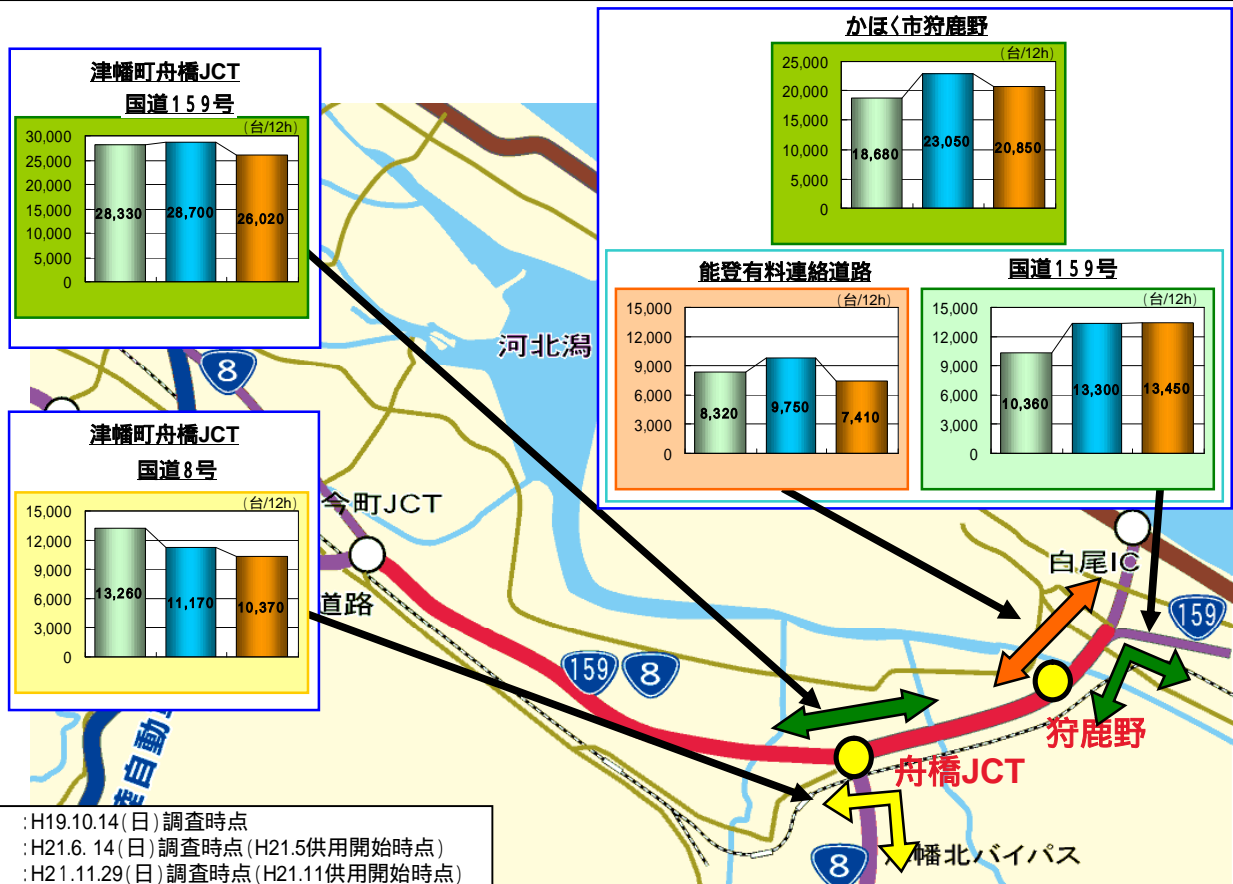 津幡町舟橋JCT
国道159号
(台/12h)
30,000
25,000
20,000
15,000
10,000
5,000
0
28,330
28,700
26,020
かほく市狩鹿野
(台/12h)
25,000
20,000
15,000
10,000
5,000
0
18,680
23,050
20,850
能登有料連絡道路
(台/12h)
15,000
12,000
9,000
6,000
3,000
0
8,320
9,750
7,410
国道159号
(台/12h)
15,000
12,000
9,000
6,000
3,000
0
10,360
13,300
13,450
河北潟
8
津幡町舟橋JCT
国道8号
(台/12h)
15,000
12,000
9,000
6,000
3,000
0
13,260
11,170
10,370
今町JCT
道路
白尾IC
159
159
8
狩鹿野
舟橋JCT
自動
8
幡北バイパス
:H19.10.14(日)調査時点
:H21.6. 14(日)調査時点(H21.5供用開始時点)
:H21.11.29(日)調査時点(H21.11供用開始時点)